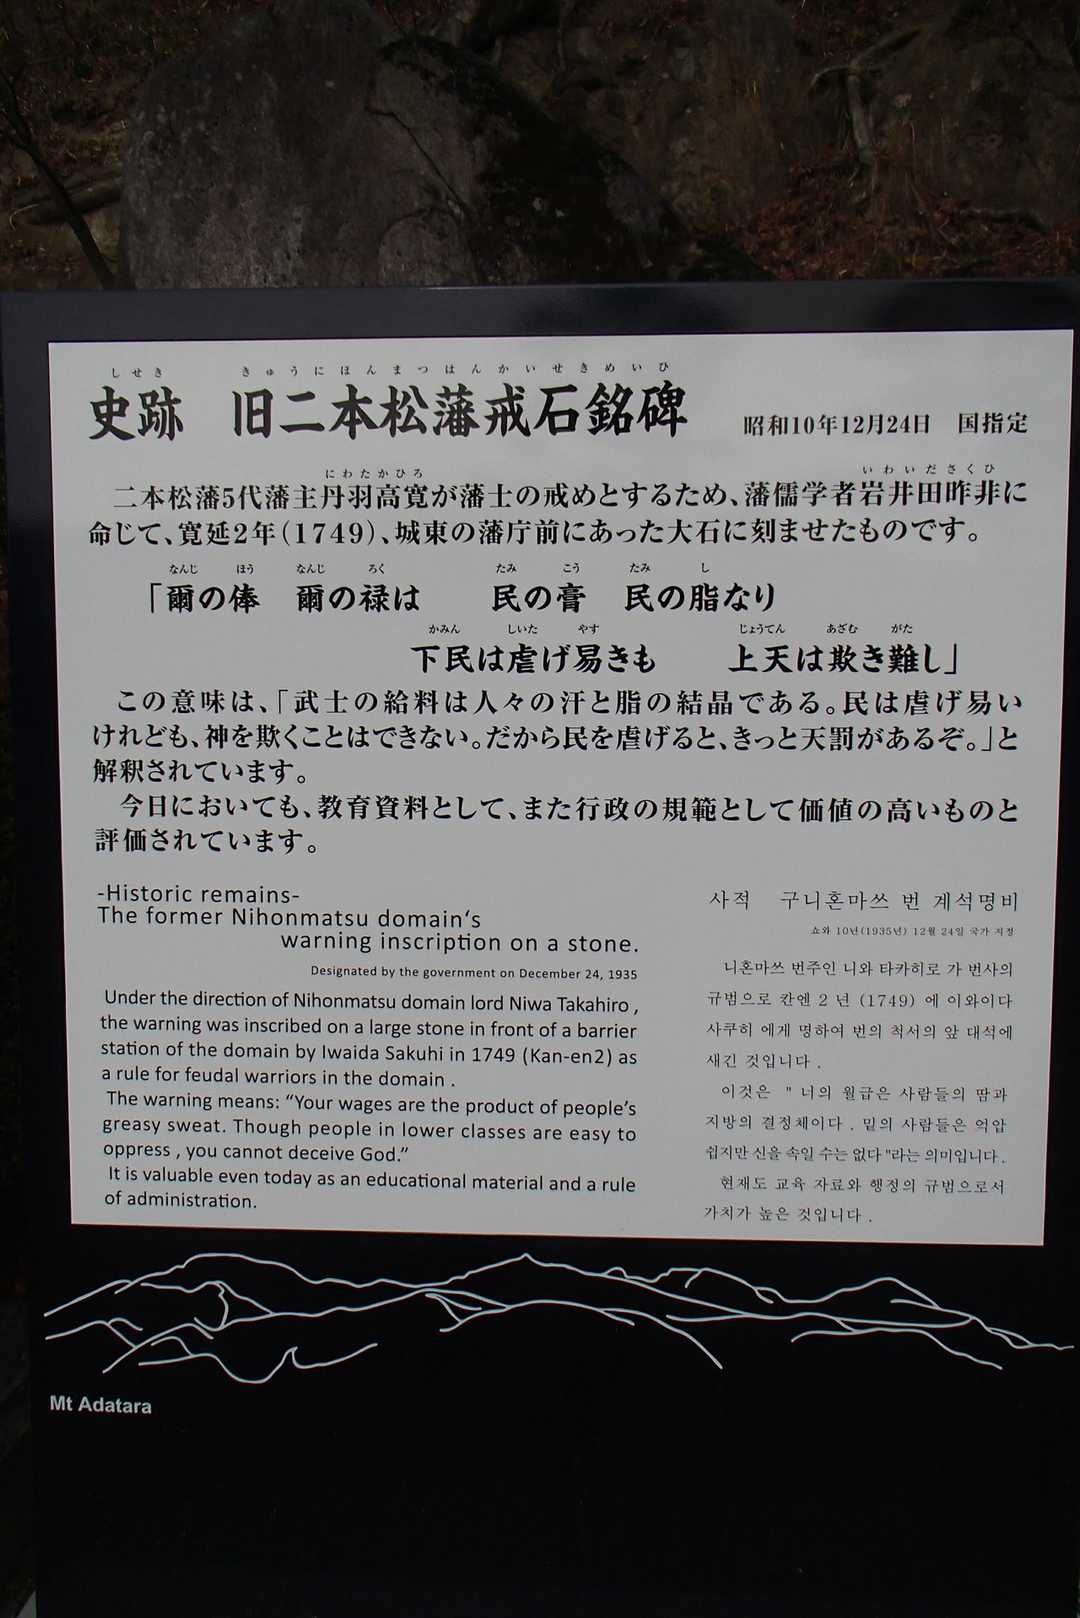 しせき きゅうにほんまつはんかいせきめいひ
史跡 旧二本松藩戒石銘碑 昭和10年12月24日 国指定
にわたかひろ いわいださくひ
二本松藩5代藩主丹羽高寛が藩士の戒めとするため、藩儒学者岩井田昨非に
命じて、寛延2年(1749)、城東の藩庁前にあった大石に刻ませたものです。
なんじ ほう なんじ ろく たみ こう たみ し
「爾の俸 爾の禄は 民の膏 民の脂なり
かみん しいた やす じょうてん あざむ がた
下民は虐げ易きも 上天は欺き難し」
この意味は、「武士の給料は人々の汗と脂の結晶である。民は虐げ易い
けれども、神を欺くことはできない。だから民を虐げると、きっと天罰があるぞ。」と
解釈されています。
今日においても、教育資料として、また行政の規範として価値の高いものと
評価されています。
-Historic remains-
The former Nihonmatsu domain‘s
warning inscription on a stone.
Designated by the government on December 24, 1935
Under the direction of Nihonmatsu domain lord Niwa Takahiro ,
the warning was inscribed on a large stone in front of a barrier
station of the domain by Iwaida Sakuhi in 1749 (Kan-en2) as
a rule for feudal warriors in the domain .
The warning means: “Your wages are the product of people’s
greasy sweat. Though people in lower classes are easy to
oppress , you cannot deceive God.”
It is valuable even today as an educational material and a rule
of administration.
사적 구니혼마쓰 번 계석명비
쇼와 10년(1935년) 12월 24일 국가 지정
니혼마쓰 번주인 니와 타카히로 가 번사의
규범으로 칸엔 2 년 (1749) 에 이와이다
사쿠히 에게 명하여 번의 척서의 앞 대석에
새긴 것입니다 .
이것은 " 너의 월급은 사람들의 땀과
지방의 결정체이다 . 밑의 사람들은 억압
쉽지만 신을 속일 수는 없다 "라는 의미입니다 .
현재도 교육 자료와 행정의 규범으로서
가치가 높은 것입니다 .
Mt Adatara